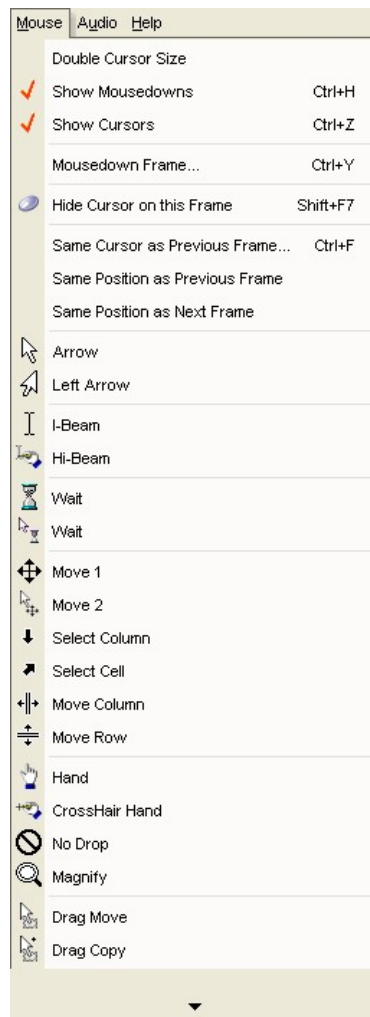 Mouse Audio Help
Double Cursor Size
Show Mousedowns Ctrl+H
Show Cursors Ctrl+Z
Mousedown Frame... Ctrl+Y
Hide Cursor on this Frame Shift+F7
Same Cursor as Previous Frame... Ctrl+F
Same Position as Previous Frame
Same Position as Next Frame
Arrow
Left Arrow
I-Beam
Hi-Beam
Wait
Wait
Move 1
Move 2
Select Column
Select Cell
Move Column
Move Row
Hand
CrossHair Hand
No Drop
Magnify
Drag Move
Drag Copy